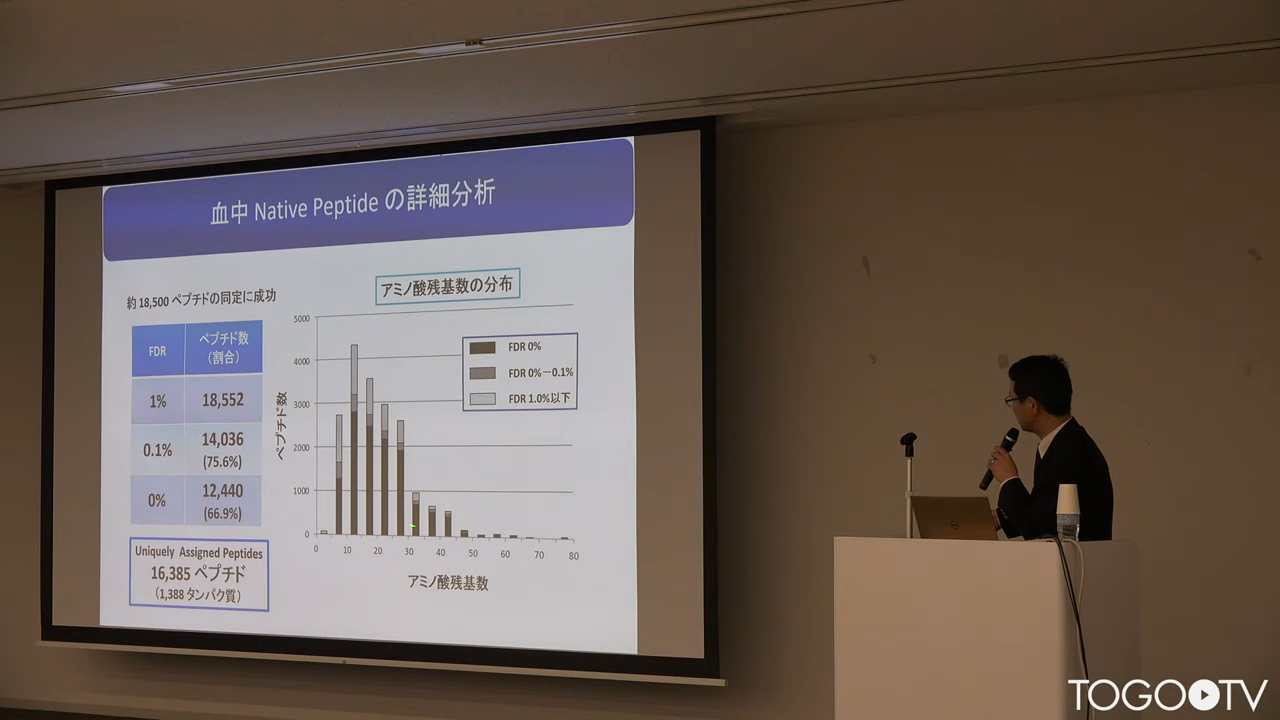 血中 Native Peptide の詳細分析
約 18,500 ペプチドの同定に成功
FDR
ペプチド数
（割合）
1%
18,552
0.1%
14,036
(75.6%)
0%
12,440
(66.9%)
Uniquely Assigned Peptides
16,385 ペプチド
（1,388 タンパク質）
アミノ酸残基数の分布
5000
4000
3000
2000
1000
0
ペプチド数
FDR 0%
FDR 0%－0.1%
FDR 1.0%以下
0 10 20 30 40 50 60 70 80
アミノ酸残基数
DELL
TOGOTV